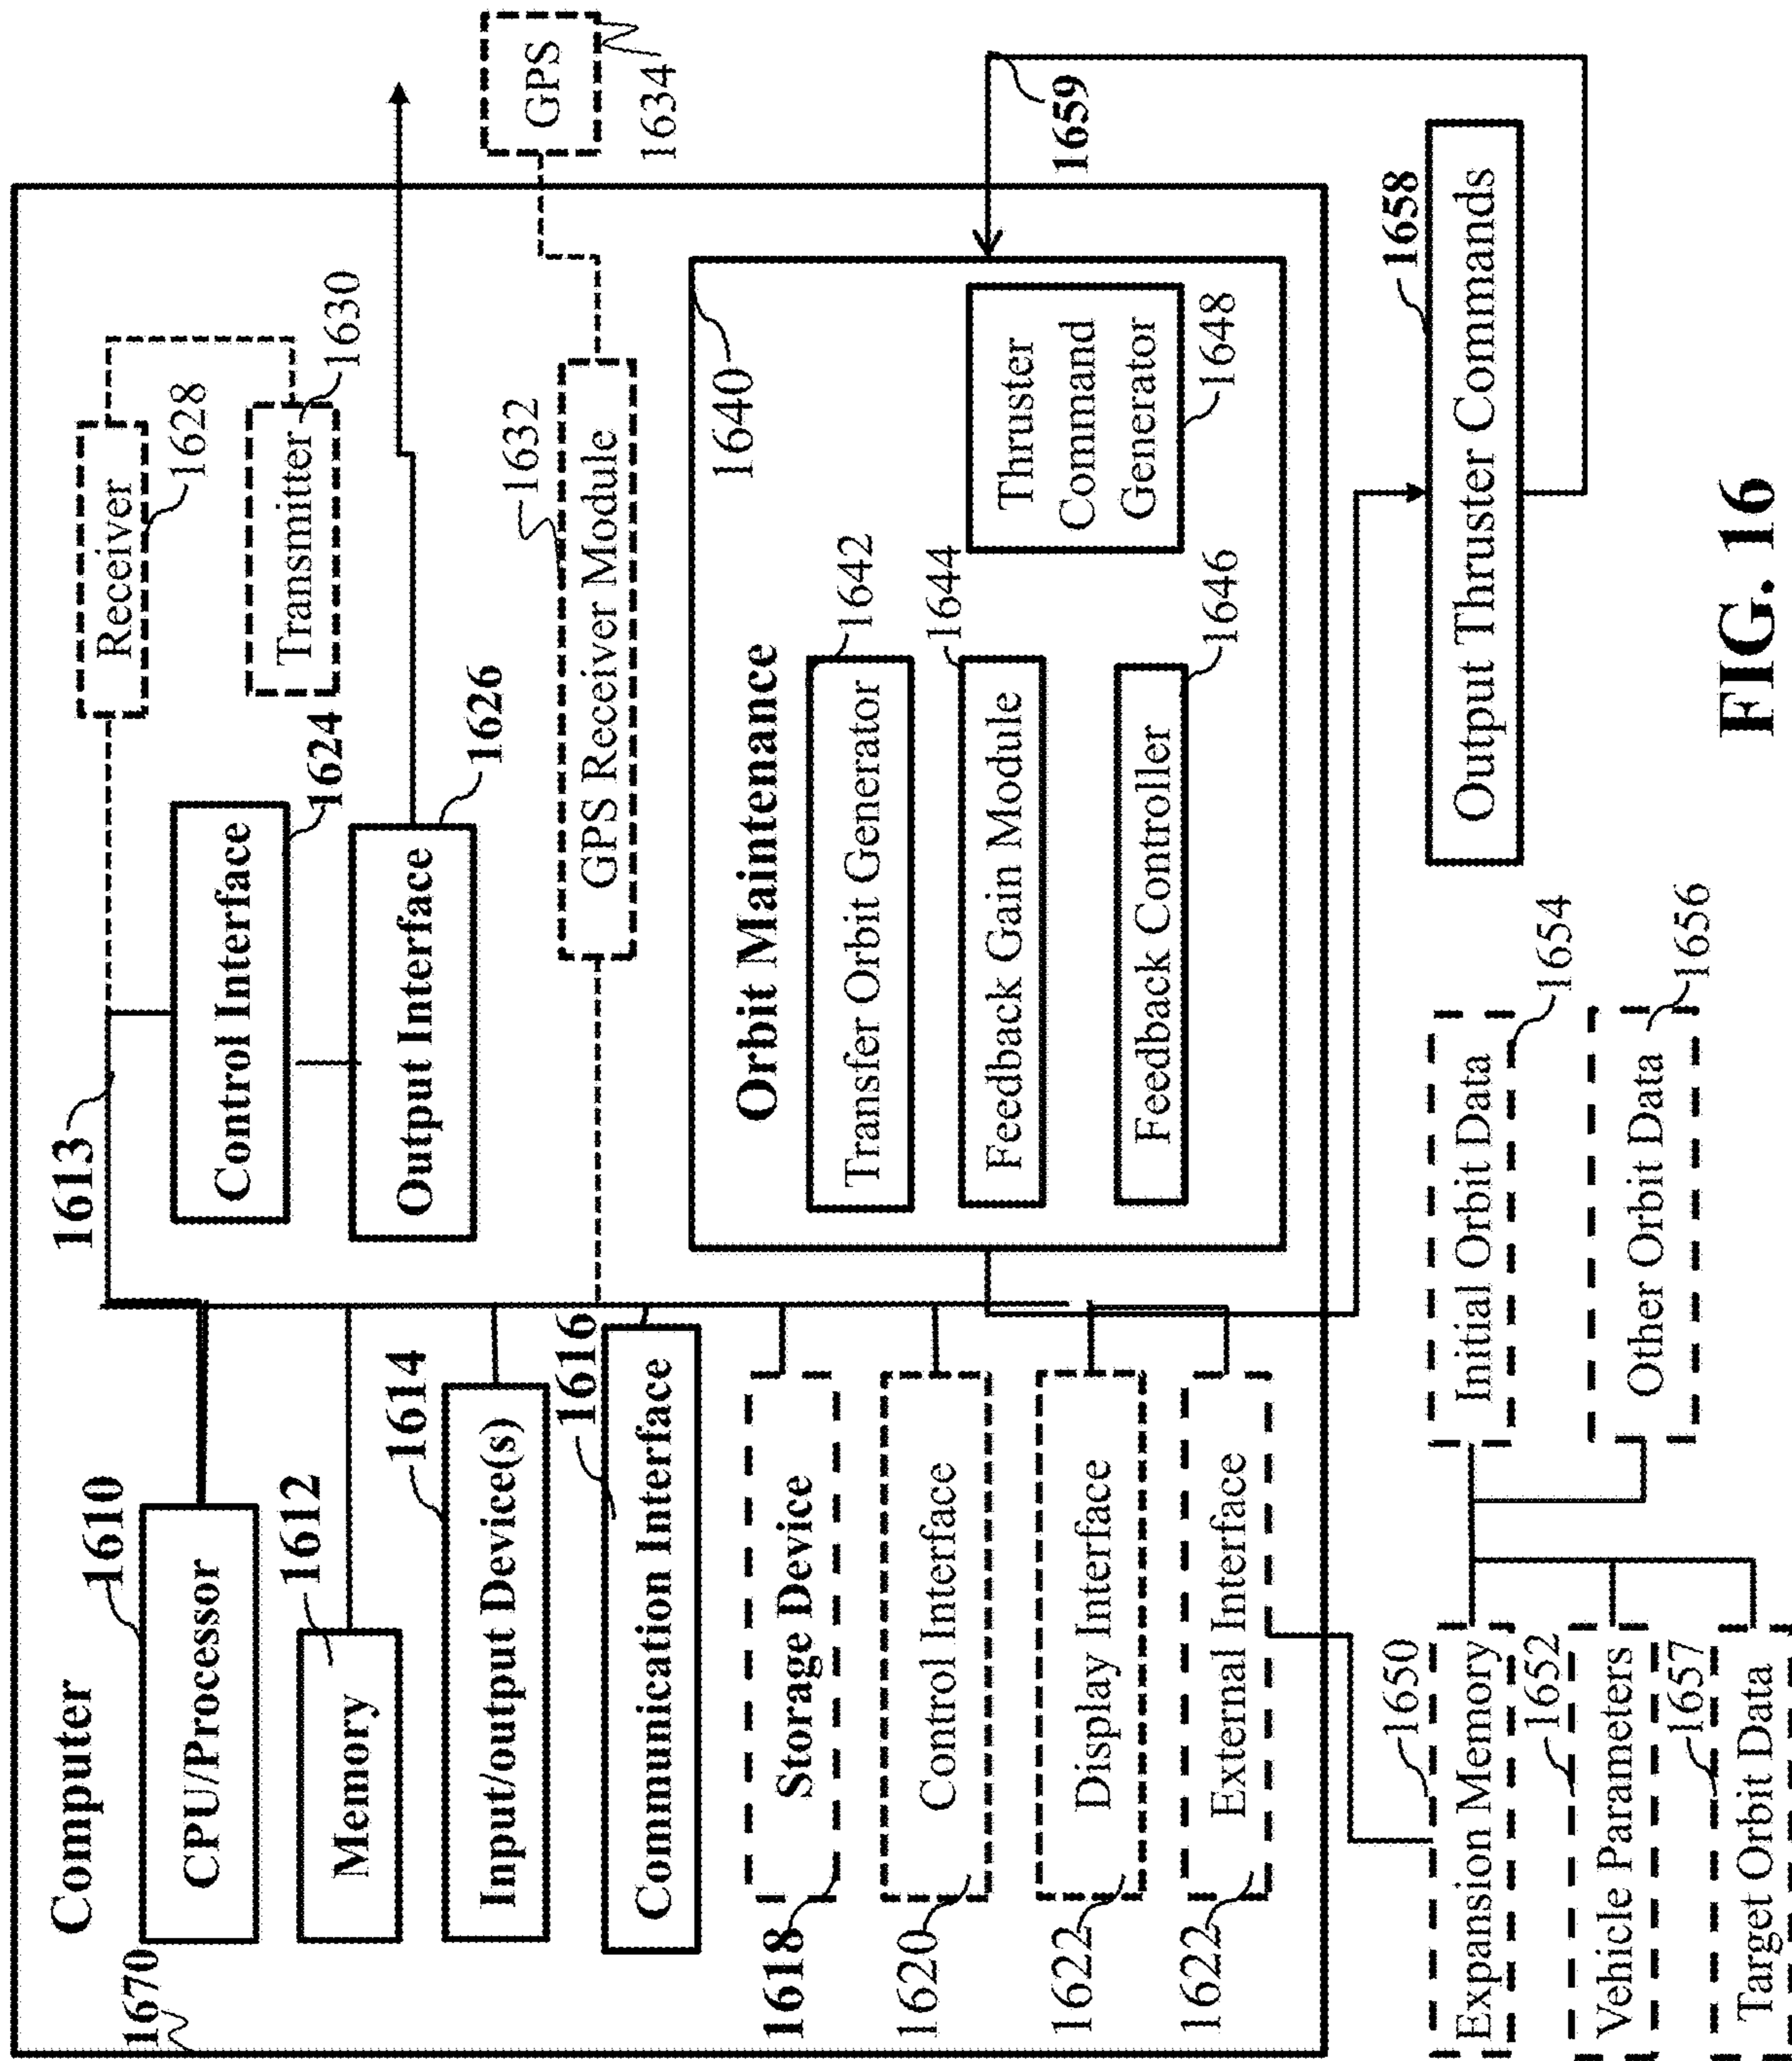 1670
Computer
1610
CPU/Processor
1612
Memory
1614
Input/output Device(s)
1616
Communication Interface
1618
Storage Device
1620
Control Interface
1622
Display Interface
1622
External Interface
1613
Control Interface
1624
Output Interface
1626
Receiver
1628
Transmitter
1630
1632
GPS Receiver Module
GPS
1634
1640
Orbit Maintenance
Transfer Orbit Generator
1642
Feedback Gain Module
1644
Feedback Controller
1646
Thruster
Command
Generator
1648
1659
1658
Output Thruster Commands
1650
Expansion Memory
1652
Vehicle Parameters
1657
Target Orbit Data
Initial Orbit Data
1654
Other Orbit Data
1656
FIG. 16